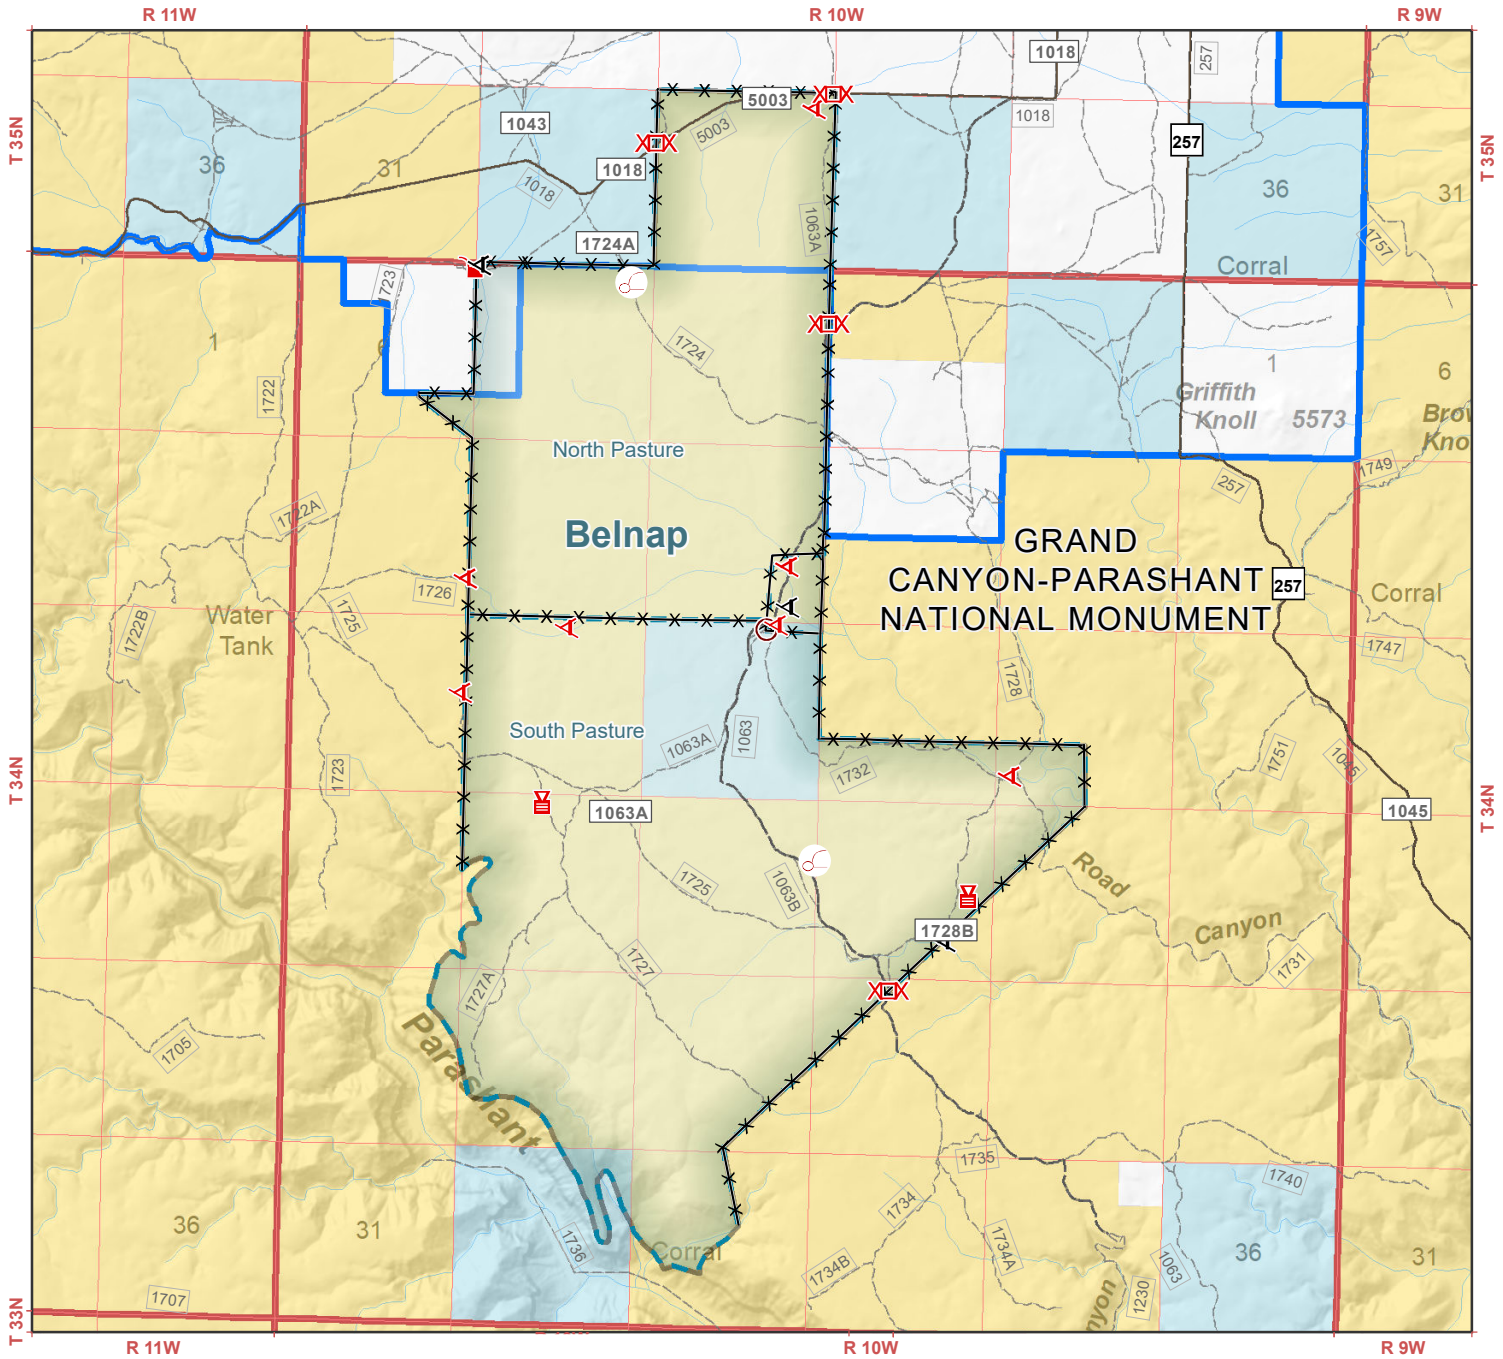 R 11W
R 10W
R 9W
1018
257
5003
1043
5003
1018
257
T 35N
36
31
1018
1018
36
31
T 35N
1063A
1757
1724A
Corral
1723
1
6
1724
1
6
1722
Griffith
Knoll 5573
North Pasture
1749
257
1722A
Belnap
GRAND
CANYON-PARASHANT
NATIONAL MONUMENT
257
1726
Corral
1725
Water
Tank
1722B
1747
1728
South Pasture
1063A
1063
1732
1751
1045
1723
T 34N
T 34N
1063A
1045
Road
1725
1063B
Canyon
1728B
1727
1731
1727A
Parashant
1705
1735
1740
1734
36
31
1736
Corral
1734A
36
31
1734B
1063
1230
nyon
1707
T 33N
R 11W
R 10W
R 9W